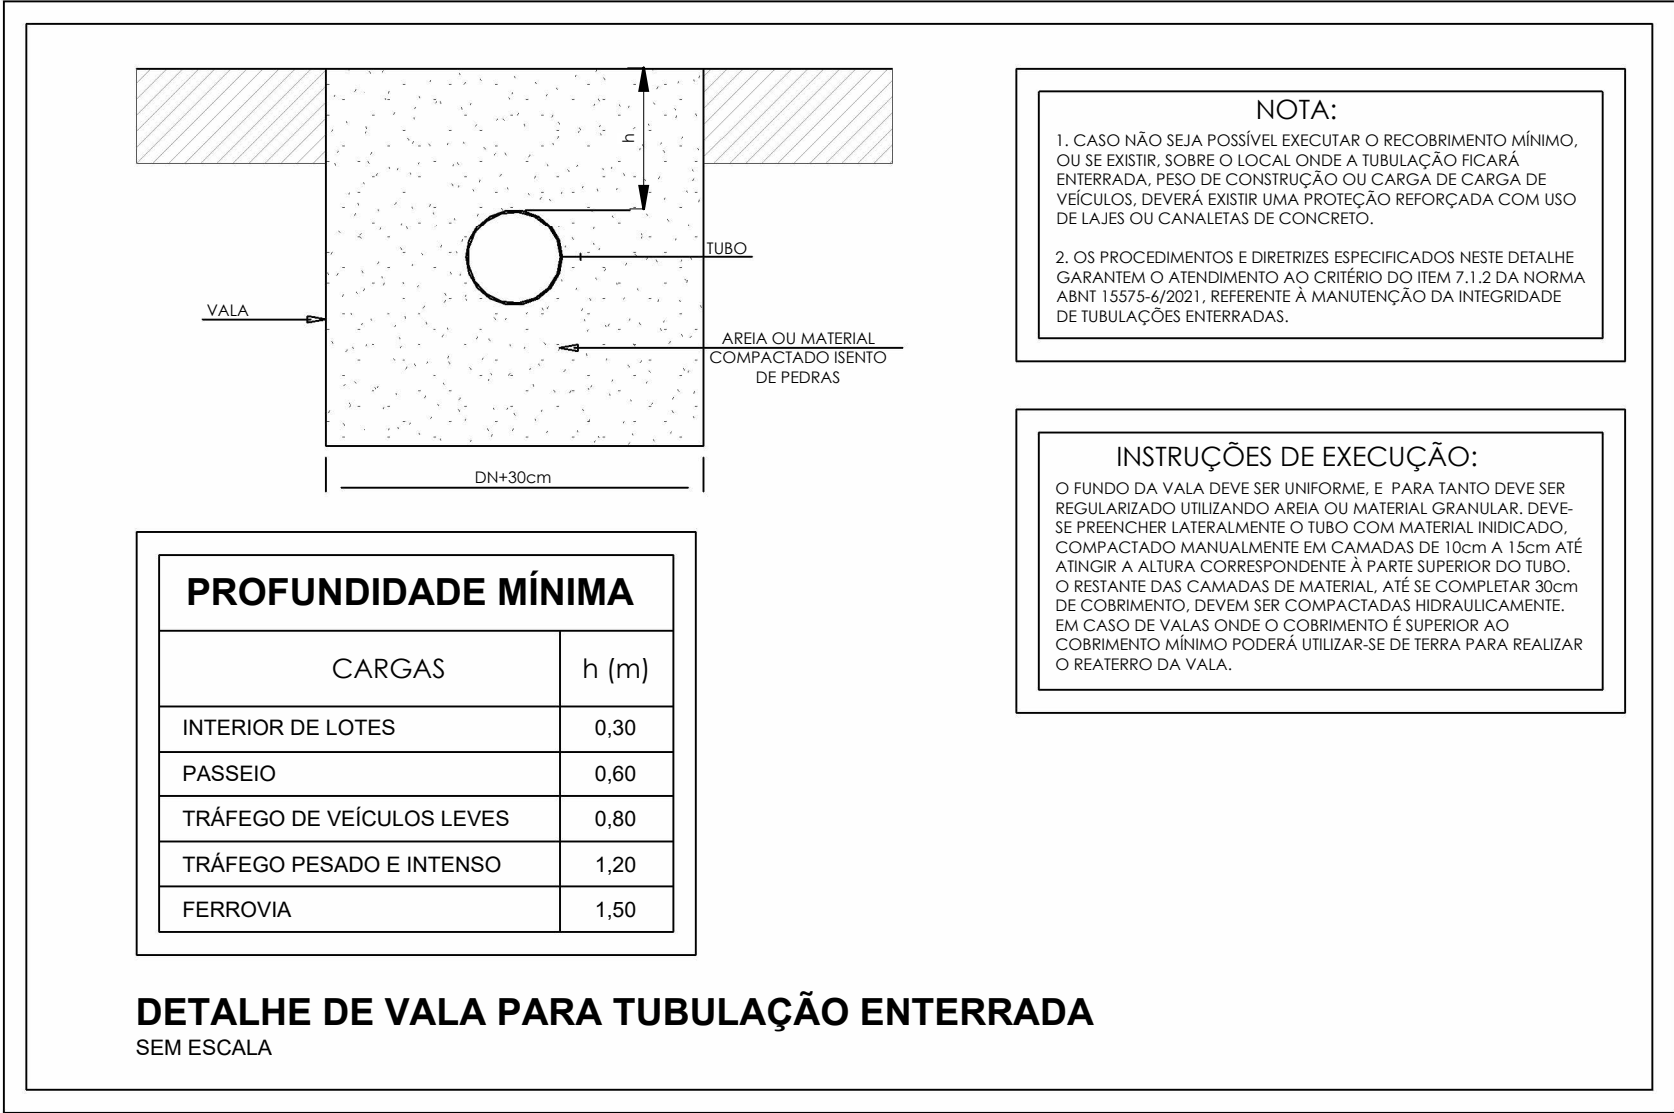 h
TUBO
VALA
AREIA OU MATERIAL
COMPACTADO ISENTO
DE PEDRAS
DN+30cm
NOTA:
1. CASO NÃO SEJA POSSÍVEL EXECUTAR O RECOBRIMENTO MÍNIMO,
OU SE EXISTIR, SOBRE O LOCAL ONDE A TUBULAÇÃO FICARÁ
ENTERRADA, PESO DE CONSTRUÇÃO OU CARGA DE CARGA DE
VEÍCULOS, DEVERÁ EXISTIR UMA PROTEÇÃO REFORÇADA COM USO
DE LAJES OU CANALETAS DE CONCRETO.
2. OS PROCEDIMENTOS E DIRETRIZES ESPECIFICADOS NESTE DETALHE
GARANTEM O ATENDIMENTO AO CRITÉRIO DO ITEM 7.1.2 DA NORMA
ABNT 15575-6/2021, REFERENTE À MANUTENÇÃO DA INTEGRIDADE
DE TUBULAÇÕES ENTERRADAS.
INSTRUÇÕES DE EXECUÇÃO:
O FUNDO DA VALA DEVE SER UNIFORME, E PARA TANTO DEVE SER
REGULARIZADO UTILIZANDO AREIA OU MATERIAL GRANULAR. DEVE-
SE PREENCHER LATERALMENTE O TUBO COM MATERIAL INIDICADO,
COMPACTADO MANUALMENTE EM CAMADAS DE 10cm A 15cm ATÉ
ATINGIR A ALTURA CORRESPONDENTE À PARTE SUPERIOR DO TUBO.
O RESTANTE DAS CAMADAS DE MATERIAL, ATÉ SE COMPLETAR 30cm
DE COBRIMENTO, DEVEM SER COMPACTADAS HIDRAULICAMENTE.
EM CASO DE VALAS ONDE O COBRIMENTO É SUPERIOR AO
COBRIMENTO MÍNIMO PODERÁ UTILIZAR-SE DE TERRA PARA REALIZAR
O REATERRO DA VALA.
PROFUNDIDADE MÍNIMA
CARGAS h (m)
INTERIOR DE LOTES 0,30
PASSEIO 0,60
TRÁFEGO DE VEÍCULOS LEVES 0,80
TRÁFEGO PESADO E INTENSO 1,20
FERROVIA 1,50
DETALHE DE VALA PARA TUBULAÇÃO ENTERRADA
SEM ESCALA